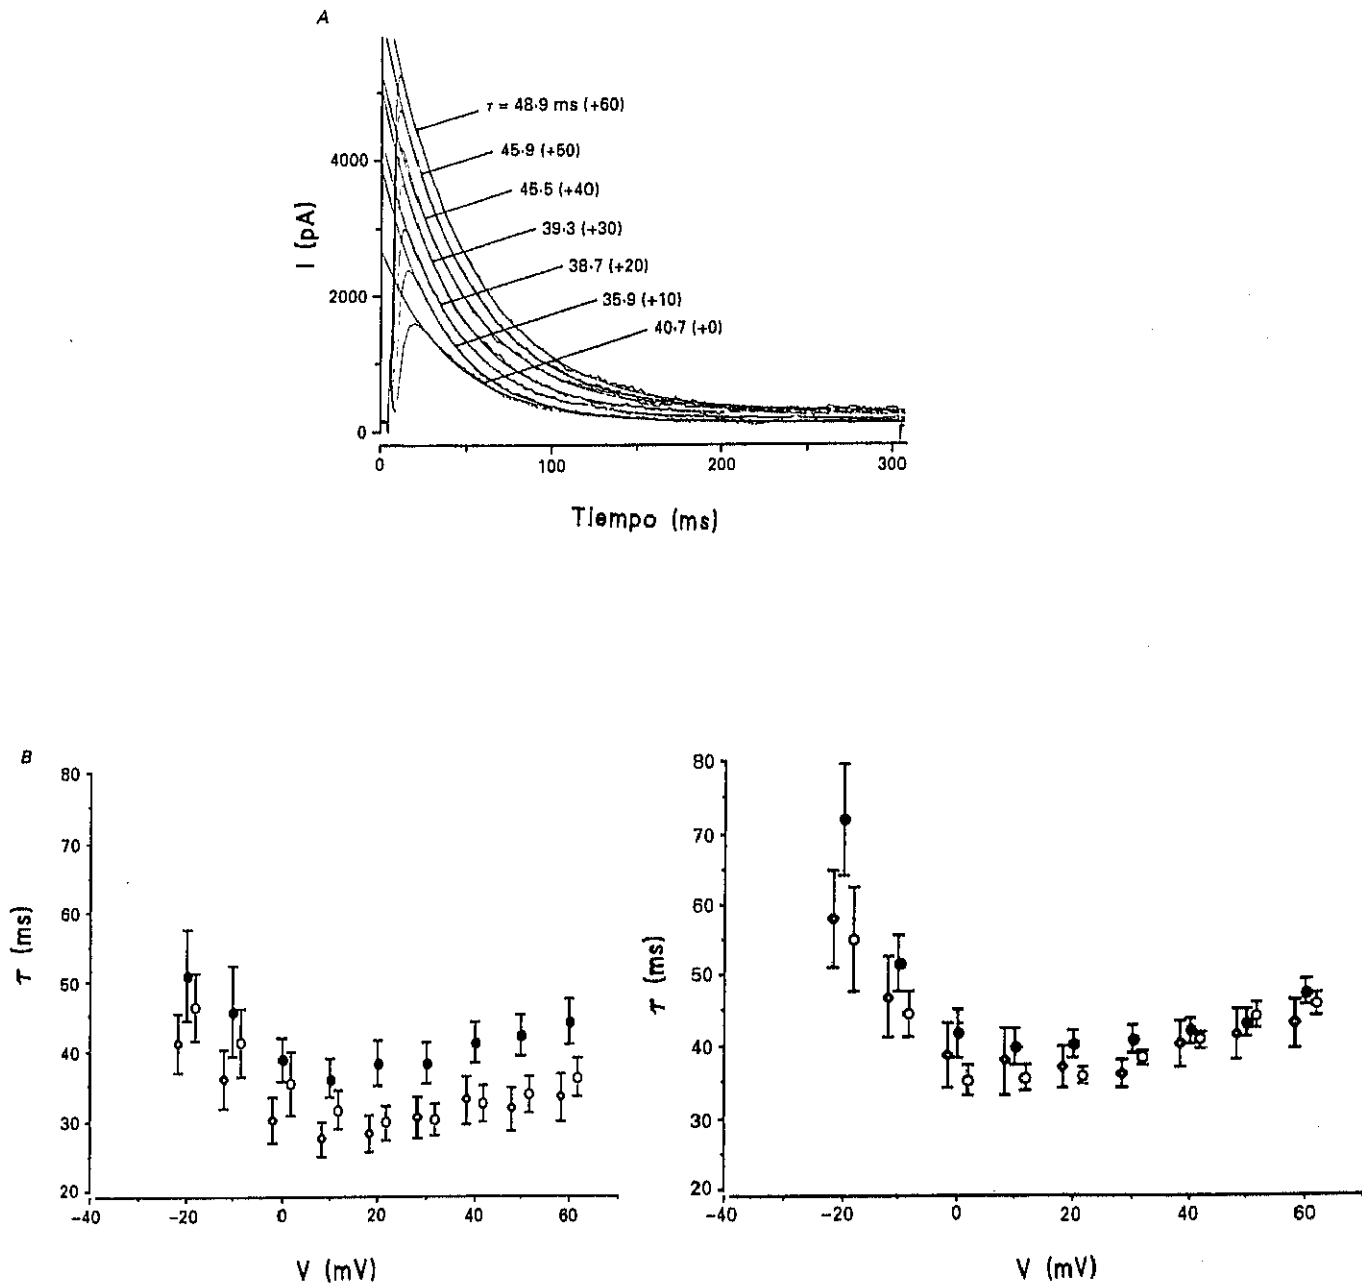 A
τ = 48·9 ms (+60)
45·9 (+50)
45·5 (+40)
39·3 (+30)
38·7 (+20)
35·9 (+10)
40·7 (+0)
4000
2000
0
I (pA)
0 100 200 300
Tiempo (ms)
B
80
70
60
50
40
30
20
τ (ms)
−40 −20 0 20 40 60
V (mV)
80
70
60
50
40
30
20
τ (ms)
−40 −20 0 20 40 60
V (mV)